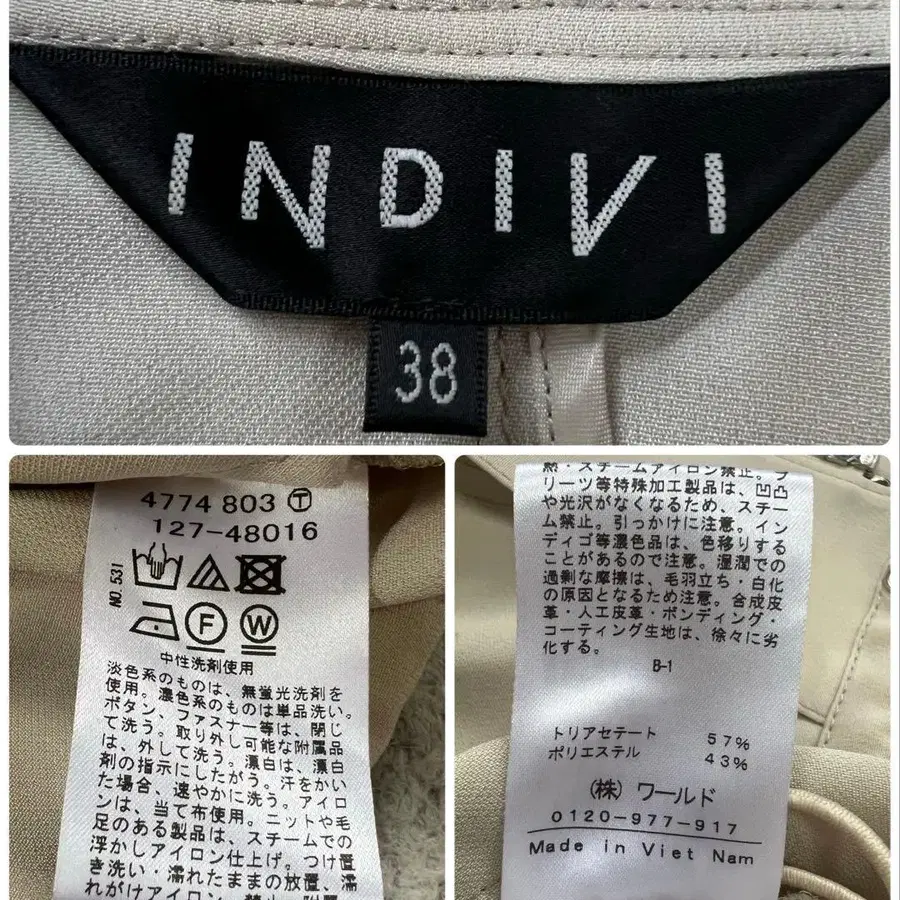 INDIVI
38
4774 803 Ⓣ
127-48016
NO. 531
F W
中性洗剤使用
淡色系のものは、無蛍光洗剤を
使用。濃色系のものは単品洗い。
ボタン、ファスナー等は、閉じ
て洗う。取り外し可能な附属品
は、外して洗う。漂白は、漂白
剤の指示にしたがう。汗をかい
た場合、速やかに洗う。アイロ
ンは、当て布使用。ニットや毛
足のある製品は、スチームでの
浮かしアイロン仕上げ。つけ置
き洗い・濡れたままの放置、濡
れがけアイロン
熱・スチームアイロン禁止。プ
リーツ等特殊加工製品は、凹凸
や光沢がなくなるため、スチー
ム禁止。引っかけに注意。イン
ディゴ等濃色品は、色移りする
ことがあるので注意。湿潤での
過剰な摩擦は、毛羽立ち・白化
の原因となるため注意。合成皮
革・人工皮革・ボンディング・
コーティング生地は、徐々に劣
化する。
B-1
トリアセテート 57%
ポリエステル 43%
(株) ワールド
0120-977-917
Made in Viet Nam